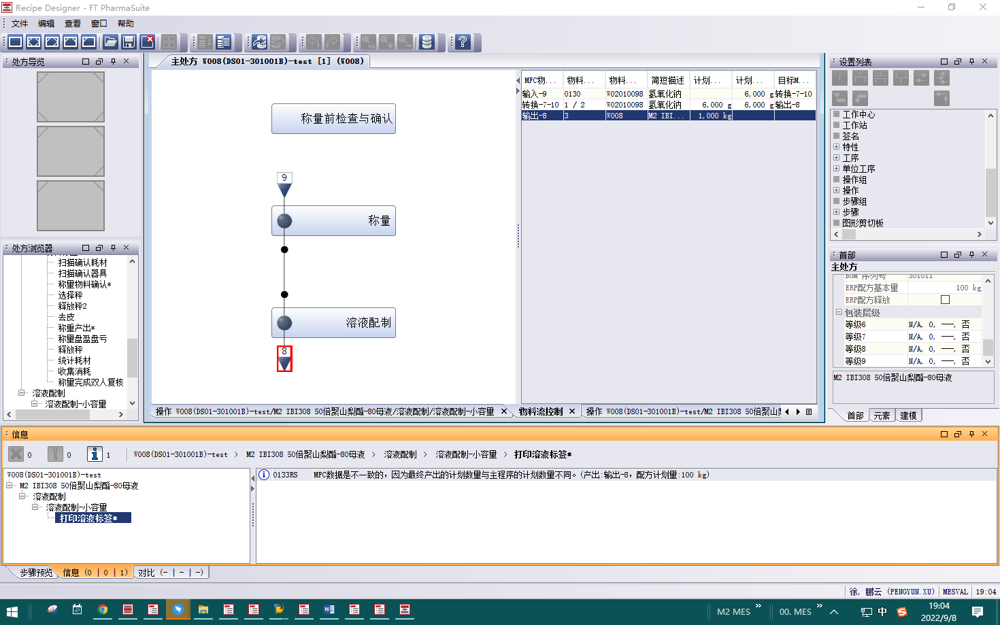 Recipe Designer - FT PharmaSuite
文件 编辑 查看 窗口 帮助
处方导览
主处方 W008(DS01-301001B)-test [1] (W008)
设置列表
MFC物... 物料... 物料... 简短描述 计划... 计划... 目标M...
输入-9 0130 W02010098 氢氧化钠 6,000 g 转换-7-10
转换-7-10 1 / 2 W02010098 氢氧化钠 6,000 g 6,000 g 输出-8
输出-8 3 W008 M2 IBI... 1,000 kg
称量前检查与确认
9
称量
溶液配制
8
工作中心
工作站
签名
特性
工序
单位工序
操作组
操作
步骤组
步骤
图形剪切板
处方浏览器
扫描确认耗材
扫描确认器具
称量物料确认*
选择秤
释放秤2
去皮
称重产出*
称量盘盈盘亏
释放秤
统计耗材
收集消耗
称量完成双人复核
溶液配制
溶液配制-小容量
首部
主处方
BOM 序列号 301011
ERP配方基本量 100 kg
ERP配方释放
包装层级
等级6 N/A, 0, ——, 否
等级7 N/A, 0, ——, 否
等级8 N/A, 0, ——, 否
等级9 N/A, 0, ——, 否
M2 IBI308 50倍聚山梨酯-80母液
首部 元素 建模
操作 W008(DS01-301001B)-test/M2 IBI308 50倍聚山梨酯-80母液/溶液配制/溶液配制-小容量 物料流控制 操作 W008(DS01-301001B)-test/M2 IBI308 50倍聚山
信息
0 0 1 W008(DS01-301001B)-test > M2 IBI308 50倍聚山梨酯-80母液 > 溶液配制 > 溶液配制-小容量 > 打印溶液标签*
W008(DS01-301001B)-test
M2 IBI308 50倍聚山梨酯-80母液
溶液配制
溶液配制-小容量
打印溶液标签*
0133RS MFC数据是不一致的，因为最终产出的计划数量与主程序的计划数量不同。(产出:输出-8，配方计划量:100 kg)
步骤预览 信息 (0 | 0 | 1) 对比 (- | - | -)
徐, 鹏云 (PENGYUN.XU) MESVAL 19:04
M2 MES » 00. MES » 中 19:04
2022/9/8